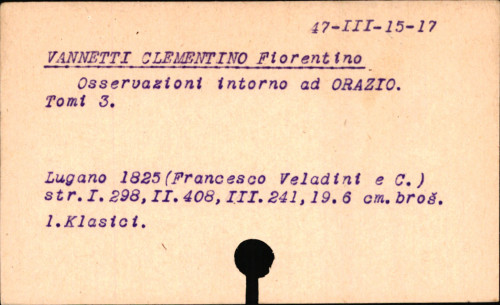 47-III-15-17
VANNETTI CLEMENTINO Fiorentino
Osservazioni intorno ad ORAZIO.
Tomi 3.
Lugano 1825(Francesco Veladini e C.)
str.I.298,II.408,III.241,19.6 cm.broš.
1.Klasici.